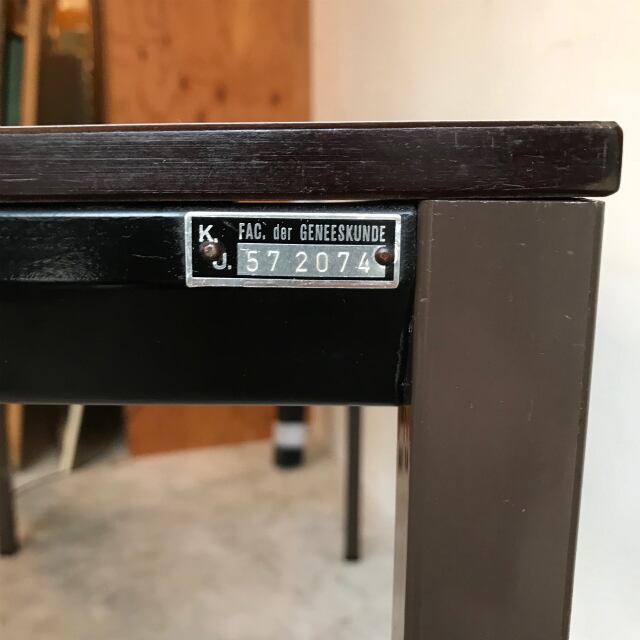 K. FAC. der GENEESKUNDE
J. 57 2074